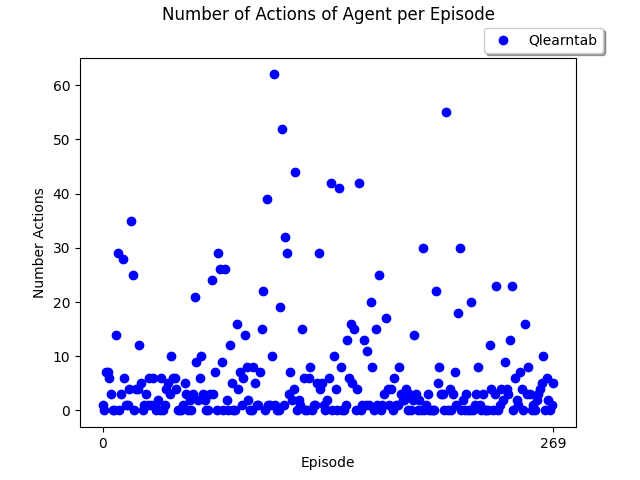 Number of Actions of Agent per Episode
Qlearntab
60
50
40
30
20
10
0
Number Actions
0
269
Episode